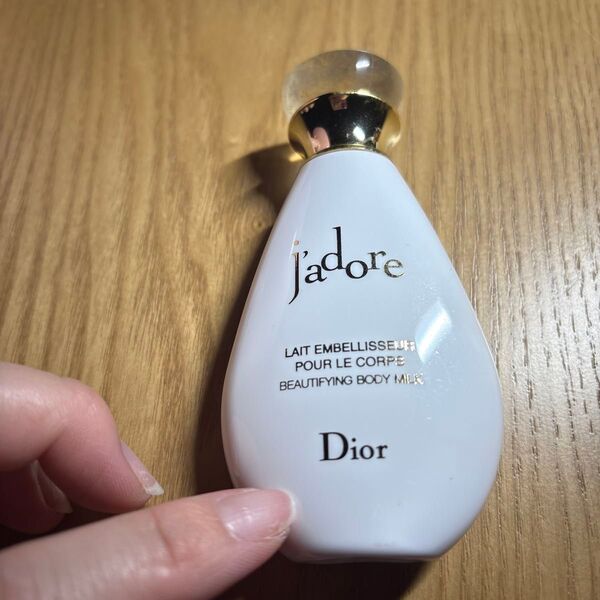 j'adore
LAIT EMBELLISSEUR
POUR LE CORPS
BEAUTIFYING BODY MILK
Dior